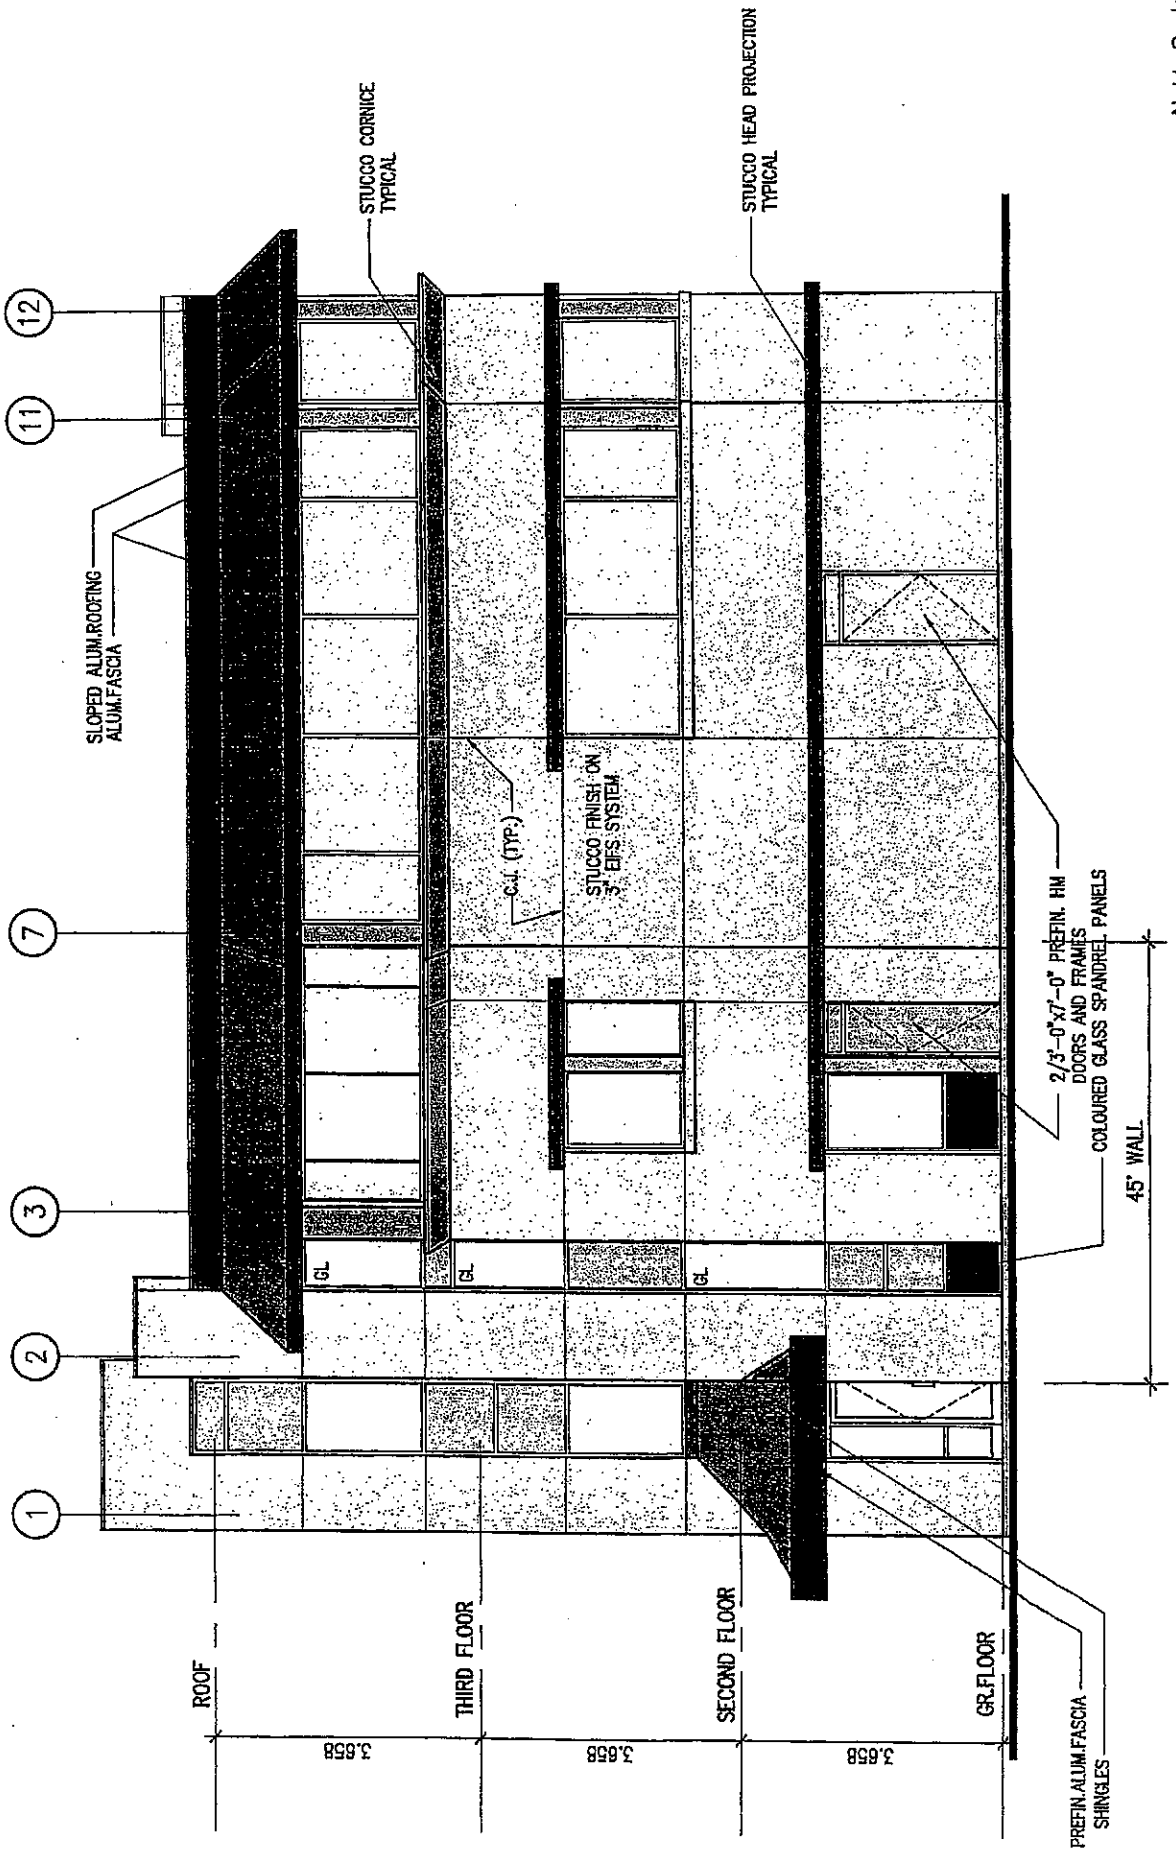 1
2
3
7
11
12
SLOPED ALUM.ROOFING
ALUM.FASCIA
STUCCO CORNICE
TYPICAL
STUCCO HEAD PROJECTION
TYPICAL
ROOF
THIRD FLOOR
SECOND FLOOR
GR.FLOOR
3.658
3.658
3.658
GL
GL
GL
C.J. (TYP.)
STUCCO FINISH ON
3" EIFS SYSTEM
2/3'-0"x7'-0" PREFIN. HM
DOORS AND FRAMES
COLOURED GLASS SPANDREL PANELS
45° WALL
PREFIN.ALUM.FASCIA
SHINGLES